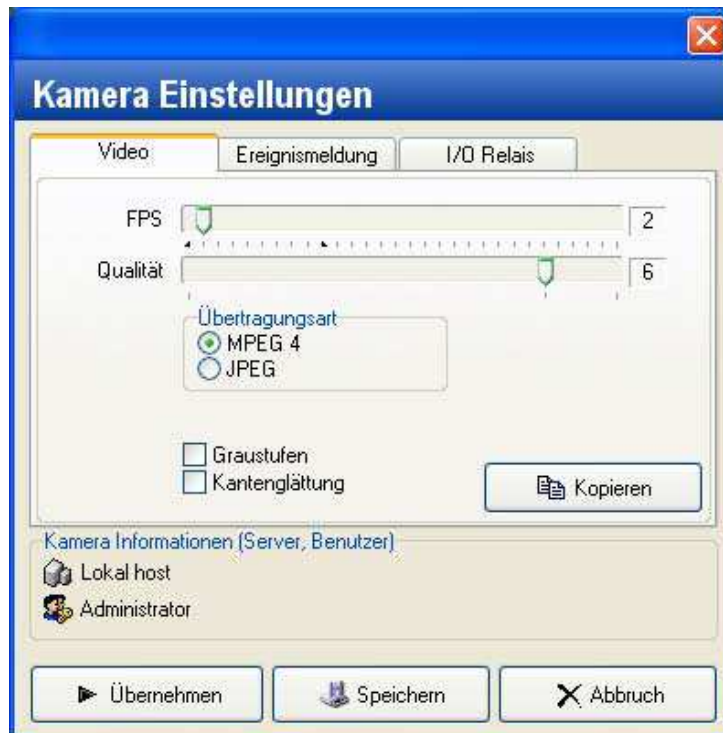 Kamera Einstellungen
Video Ereignismeldung I/O Relais
FPS 2
Qualität 6
Übertragungsart
MPEG 4
JPEG
Graustufen
Kantenglättung
Kopieren
Kamera Informationen (Server, Benutzer)
Lokal host
Administrator
Übernehmen Speichern Abbruch